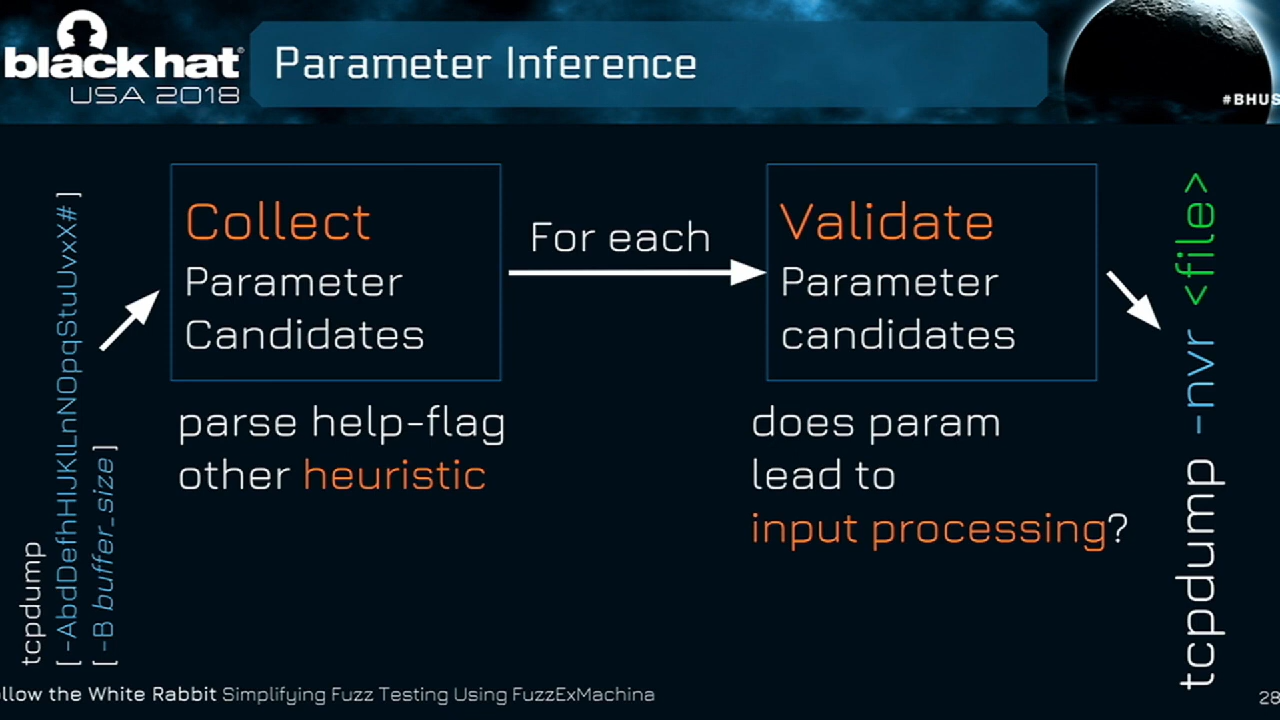 black hat
USA 2018
Parameter Inference
#BHUS
tcpdump
[ -AbdDefhHIJKlLnNOpqStuUvxX# ]
[ -B buffer_size ]
Collect
Parameter
Candidates
parse help-flag
other heuristic
For each
Validate
Parameter
candidates
does param
lead to
input processing?
tcpdump -nvr <file>
llow the White Rabbit Simplifying Fuzz Testing Using FuzzExMachina
28